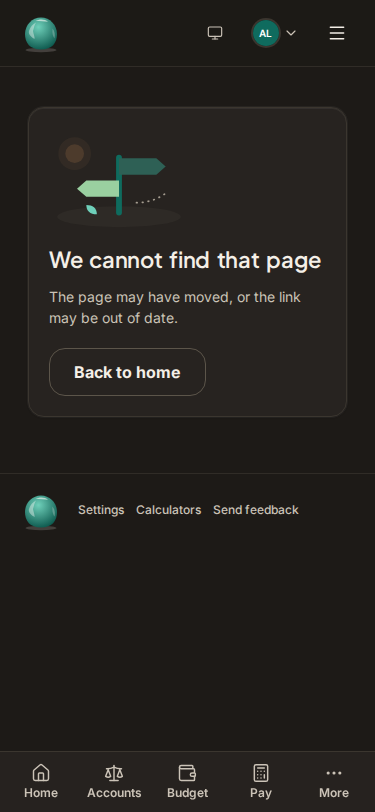 AL
We cannot find that page
The page may have moved, or the link
may be out of date.
Back to home
Settings Calculators Send feedback
Home Accounts Budget Pay More